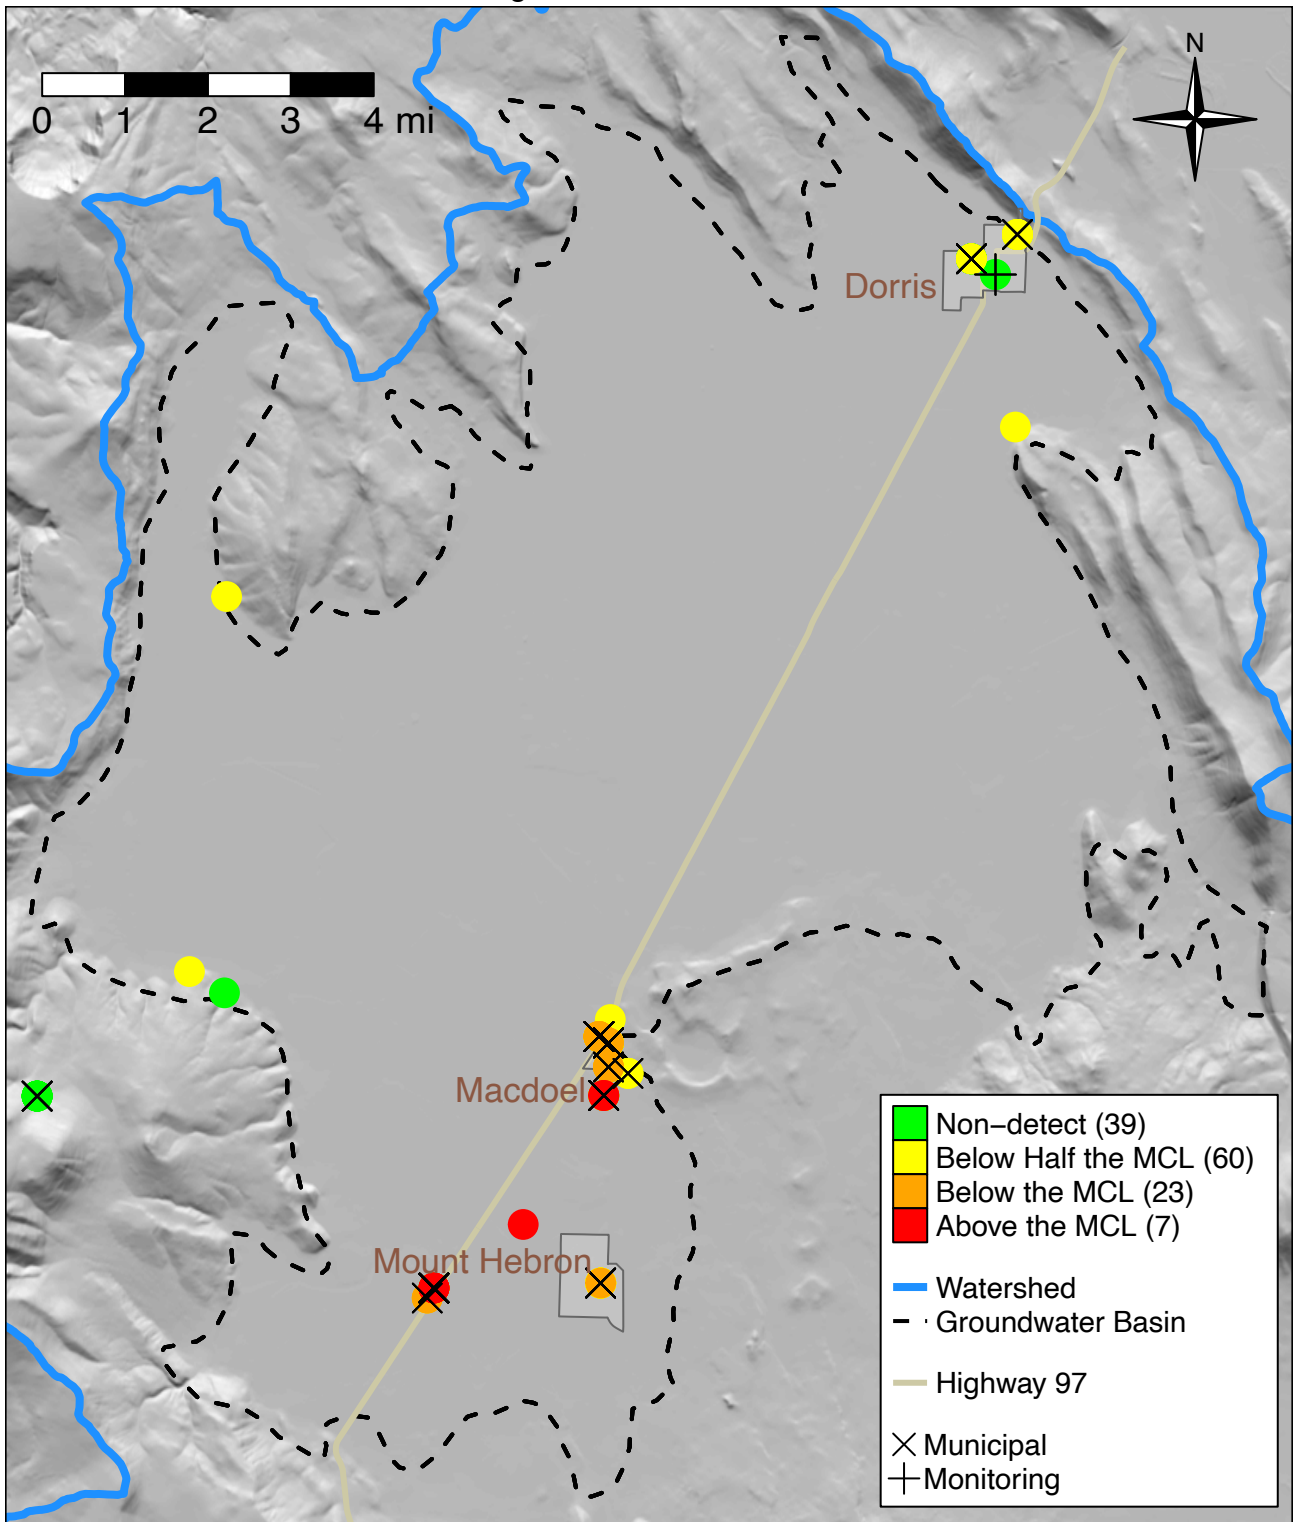 0 1 2 3 4 mi
N
Dorris
Macdoel
Mount Hebron
Non−detect (39)
Below Half the MCL (60)
Below the MCL (23)
Above the MCL (7)
Watershed
Groundwater Basin
Highway 97
Municipal
Monitoring